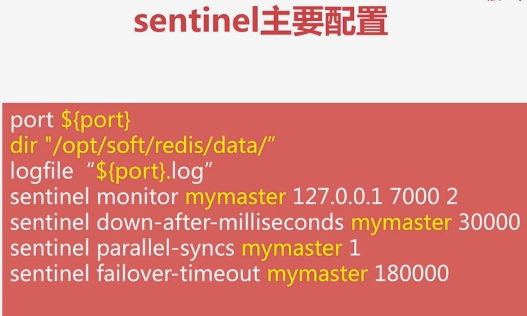 sentinel主要配置
port ${port}
dir "/opt/soft/redis/data/”
logfile “${port}.log”
sentinel monitor mymaster 127.0.0.1 7000 2
sentinel down-after-milliseconds mymaster 30000
sentinel parallel-syncs mymaster 1
sentinel failover-timeout mymaster 180000